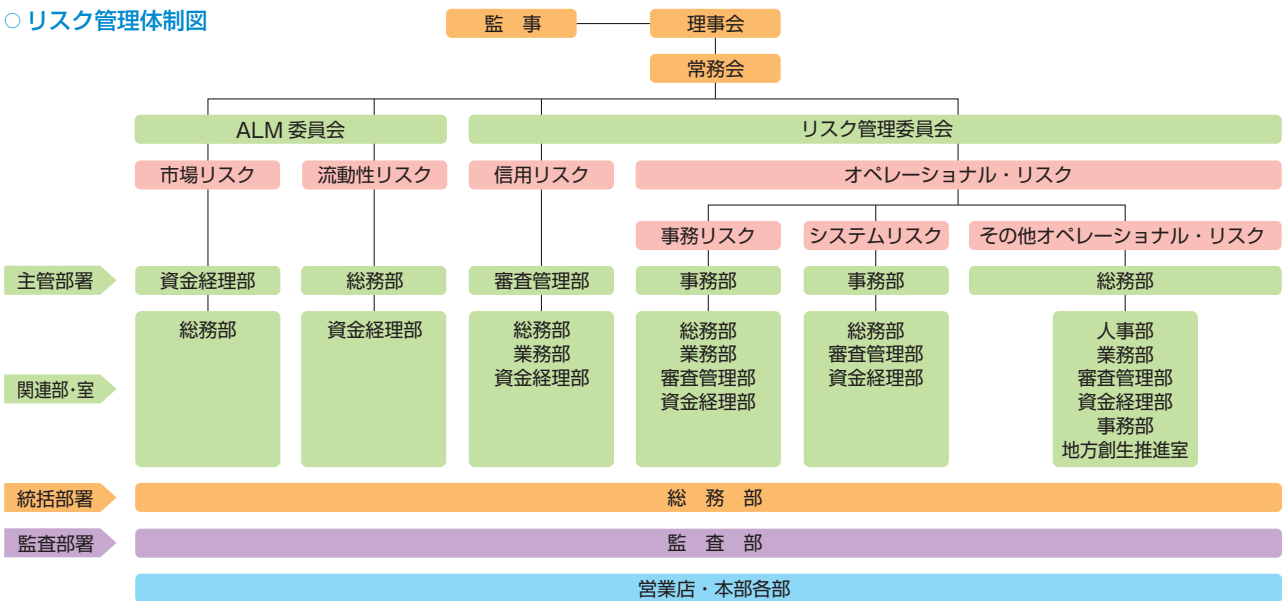 ○ リスク管理体制図
監　事
理事会
常務会
ALM 委員会
リスク管理委員会
市場リスク
流動性リスク
信用リスク
オペレーショナル・リスク
事務リスク
システムリスク
その他オペレーショナル・リスク
主管部署
資金経理部
総務部
審査管理部
事務部
事務部
総務部
関連部・室
総務部
資金経理部
総務部
業務部
資金経理部
総務部
業務部
審査管理部
資金経理部
総務部
審査管理部
資金経理部
人事部
業務部
審査管理部
資金経理部
事務部
地方創生推進室
統括部署
総　務　部
監査部署
監　査　部
営業店・本部各部